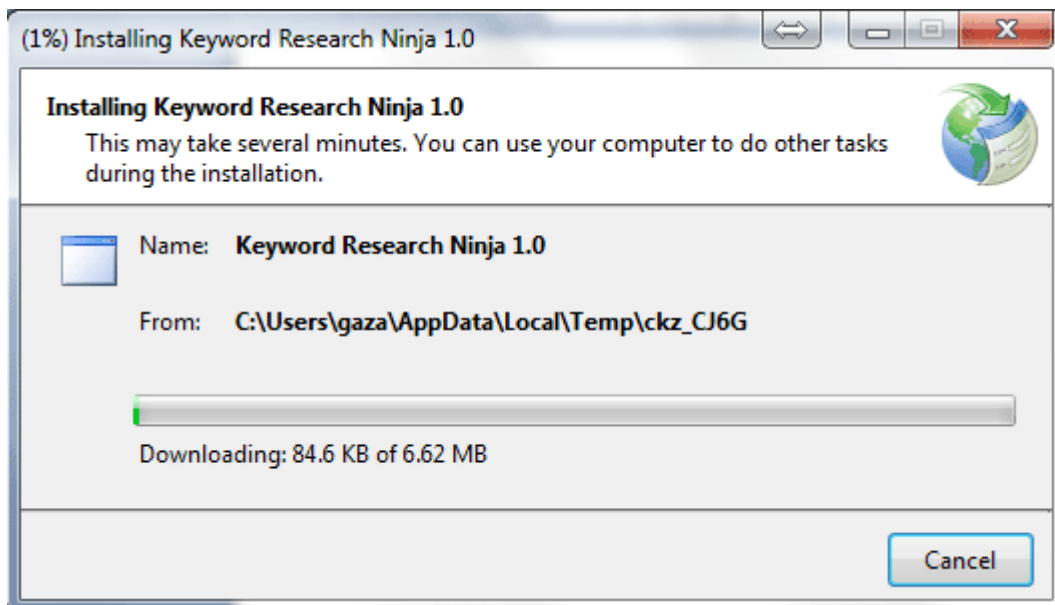 (1%) Installing Keyword Research Ninja 1.0
Installing Keyword Research Ninja 1.0
This may take several minutes. You can use your computer to do other tasks
during the installation.
Name: Keyword Research Ninja 1.0
From: C:\Users\gaza\AppData\Local\Temp\ckz_CJ6G
Downloading: 84.6 KB of 6.62 MB
Cancel